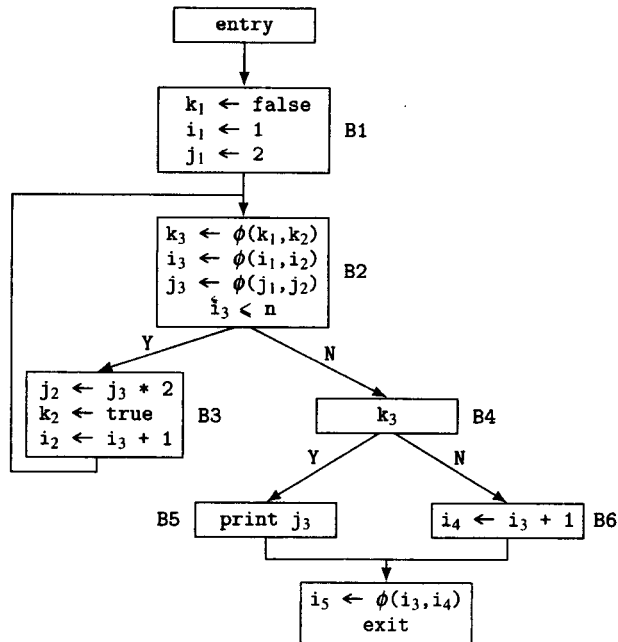 entry
k₁ ← false
i₁ ← 1
j₁ ← 2
B1
k₃ ← ϕ(k₁,k₂)
i₃ ← ϕ(i₁,i₂)
j₃ ← ϕ(j₁,j₂)
i₃ ⩽ n
B2
Y
N
j₂ ← j₃ * 2
k₂ ← true
i₂ ← i₃ + 1
B3
k₃
B4
Y
N
B5
print j₃
i₄ ← i₃ + 1
B6
i₅ ← ϕ(i₃,i₄)
exit